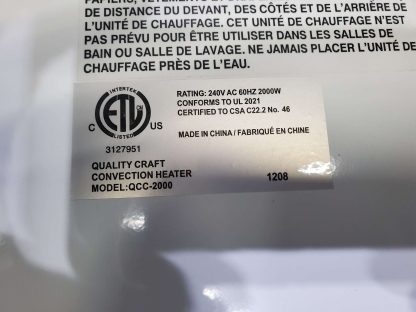 PAPIERS, VÊTEMENTS
DE DISTANCE DU DEVANT, DES CÔTÉS ET DE L'ARRIÈRE DE
L'UNITÉ DE CHAUFFAGE. CET UNITÉ DE CHAUFFAGE N'EST
PAS PRÉVU POUR ÊTRE UTILISER DANS LES SALLES DE
BAIN OU SALLE DE LAVAGE. NE JAMAIS PLACER L'UNITÉ DE
CHAUFFAGE PRÈS DE L'EAU.
INTERTEK
ETL
C US
3127951
RATING: 240V AC 60HZ 2000W
CONFORMS TO UL 2021
CERTIFIED TO CSA C22.2 No. 46
MADE IN CHINA / FABRIQUÉ EN CHINE
QUALITY CRAFT
CONVECTION HEATER
MODEL:QCC-2000
1208